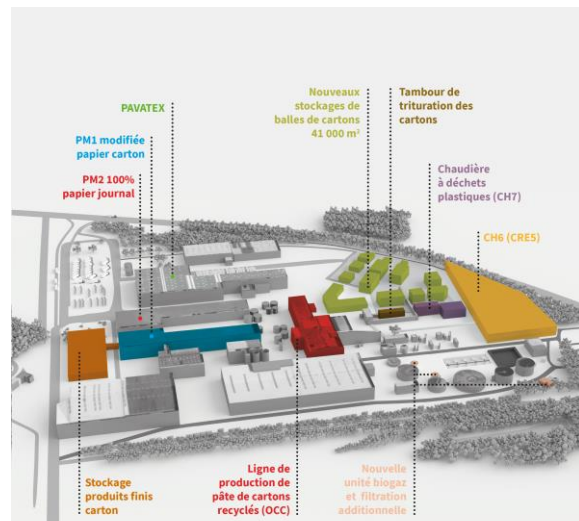 PAVATEX
PM1 modifiée
papier carton
PM2 100%
papier journal
Nouveaux
stockages de
balles de cartons
41 000 m²
Tambour de
trituration des
cartons
Chaudière
à déchets
plastiques (CH7)
CH6 (CRE5)
Stockage
produits finis
carton
Ligne de
production de
pâte de cartons
recyclés (OCC)
Nouvelle
unité biogaz
et filtration
additionnelle